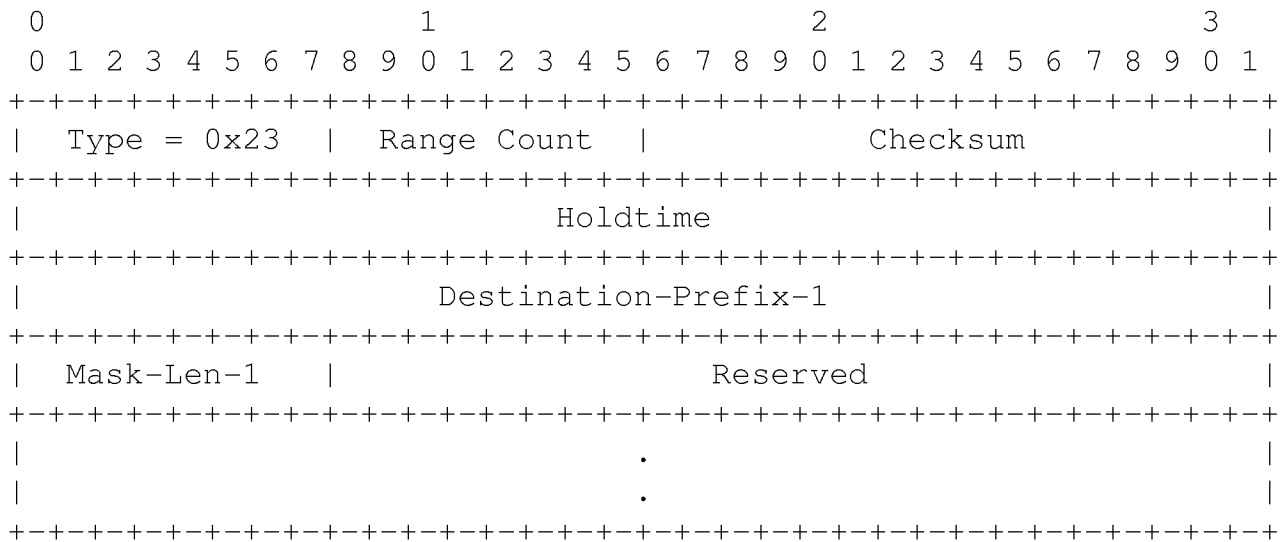 0                   1                   2                   3
 0 1 2 3 4 5 6 7 8 9 0 1 2 3 4 5 6 7 8 9 0 1 2 3 4 5 6 7 8 9 0 1
+-+-+-+-+-+-+-+-+-+-+-+-+-+-+-+-+-+-+-+-+-+-+-+-+-+-+-+-+-+-+-+-+
|  Type = 0x23  |  Range Count  |           Checksum            |
+-+-+-+-+-+-+-+-+-+-+-+-+-+-+-+-+-+-+-+-+-+-+-+-+-+-+-+-+-+-+-+-+
|                           Holdtime                            |
+-+-+-+-+-+-+-+-+-+-+-+-+-+-+-+-+-+-+-+-+-+-+-+-+-+-+-+-+-+-+-+-+
|                     Destination-Prefix-1                      |
+-+-+-+-+-+-+-+-+-+-+-+-+-+-+-+-+-+-+-+-+-+-+-+-+-+-+-+-+-+-+-+-+
|  Mask-Len-1   |                   Reserved                    |
+-+-+-+-+-+-+-+-+-+-+-+-+-+-+-+-+-+-+-+-+-+-+-+-+-+-+-+-+-+-+-+-+
|                               .                               |
|                               .                               |
+-+-+-+-+-+-+-+-+-+-+-+-+-+-+-+-+-+-+-+-+-+-+-+-+-+-+-+-+-+-+-+-+